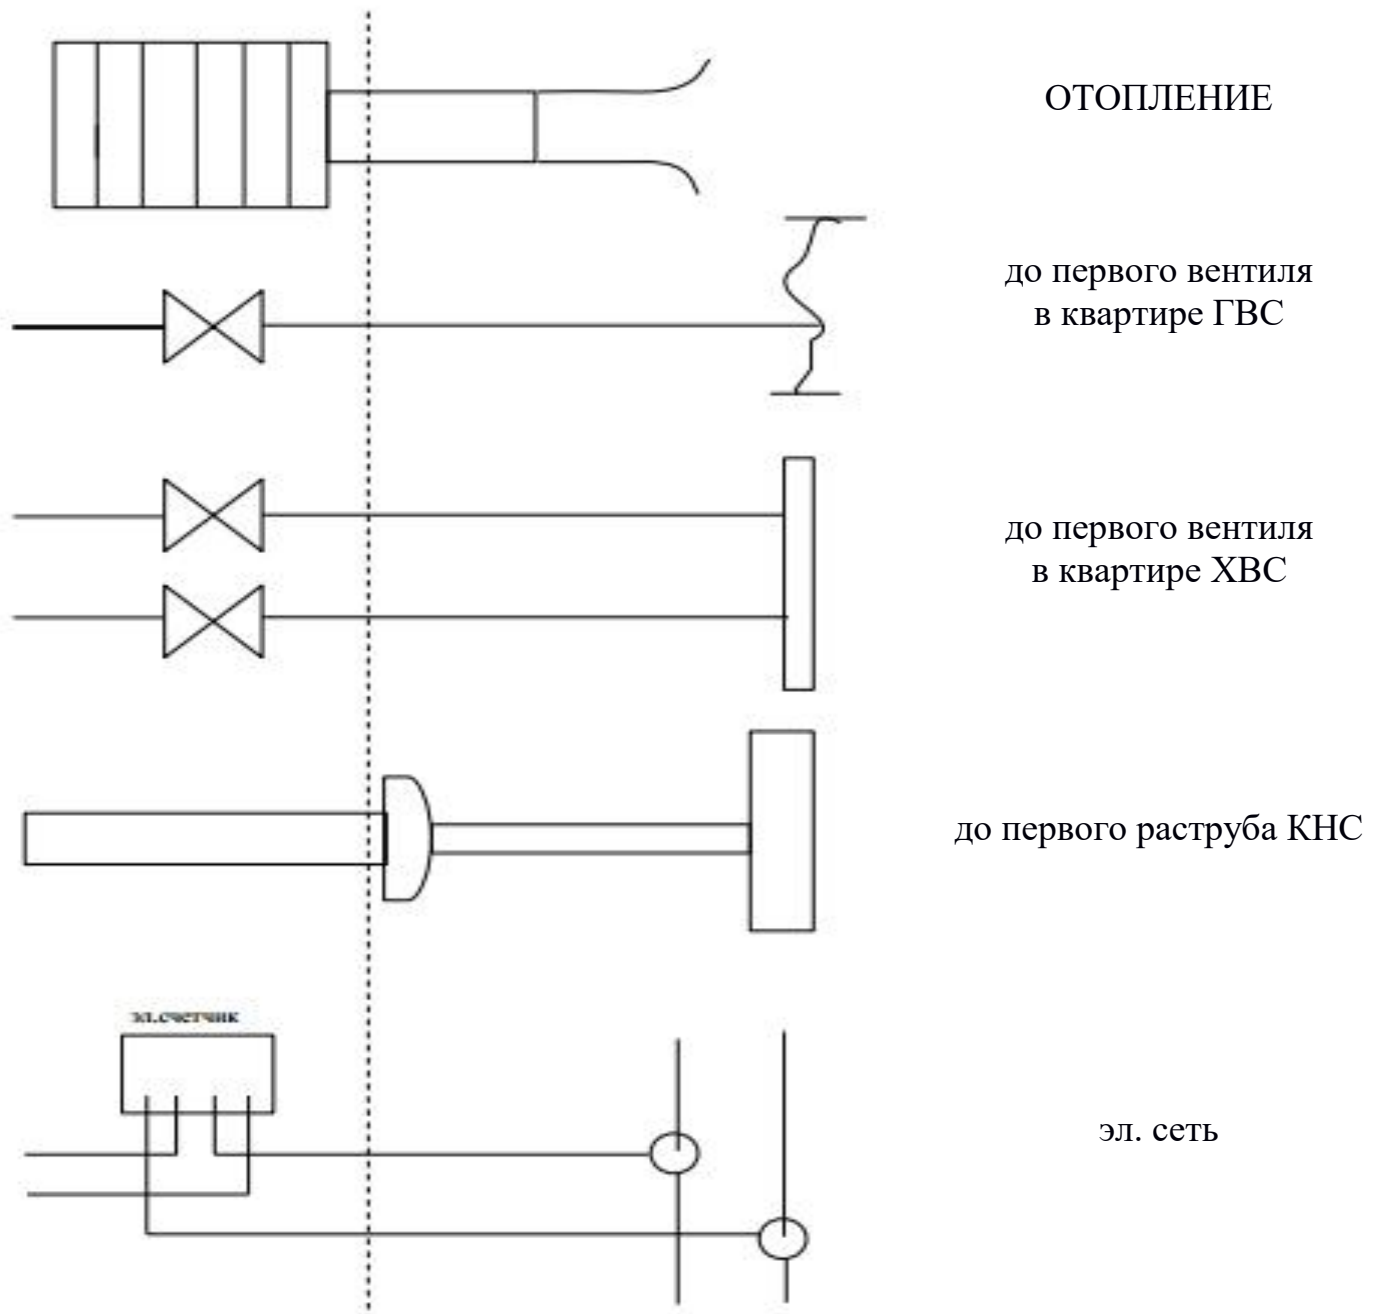 ОТОПЛЕНИЕ
до первого вентиля
в квартире ГВС
до первого вентиля
в квартире ХВС
до первого раструба КНС
эл.счетчик
эл. сеть